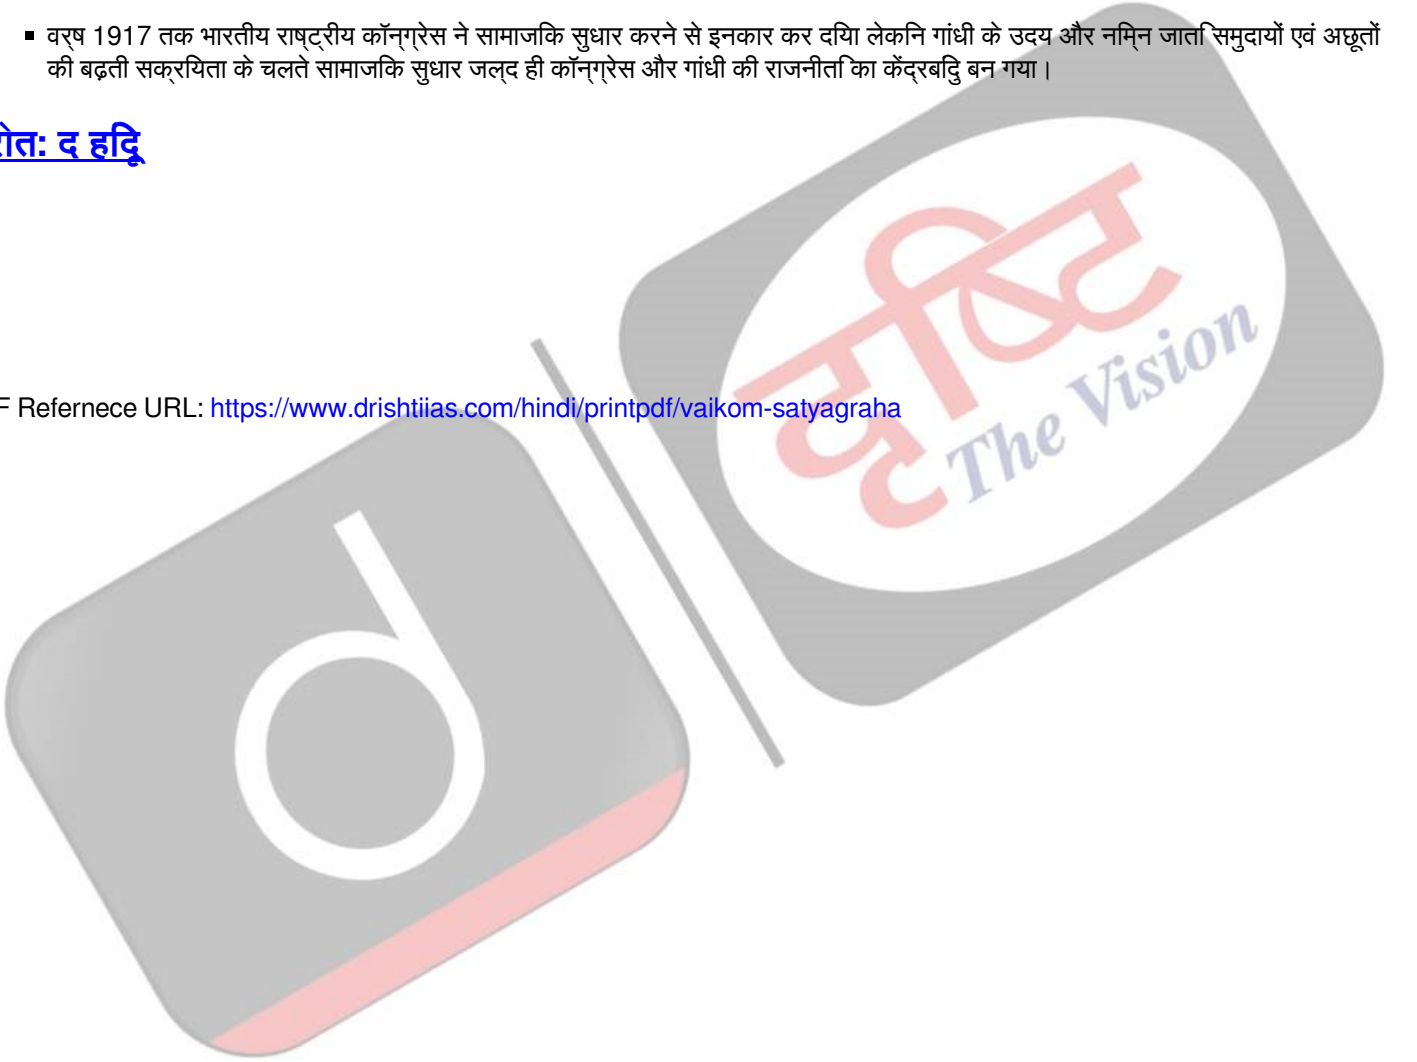 ▪ वर्ष 1917 तक भारतीय राष्ट्रीय कॉन्ग्रेस ने सामाजिक सुधार करने से इनकार कर दिया लेकिन गांधी के उदय और निम्न जाति समुदायों एवं अछूतों
की बढ़ती सक्रियता के चलते सामाजिक सुधार जल्द ही कॉन्ग्रेस और गांधी की राजनीति का केंद्रबिंदु बन गया।
रोत: द हिंदू
दृष्टि
The Vision
F Refernece URL: https://www.drishtiias.com/hindi/printpdf/vaikom-satyagraha
d